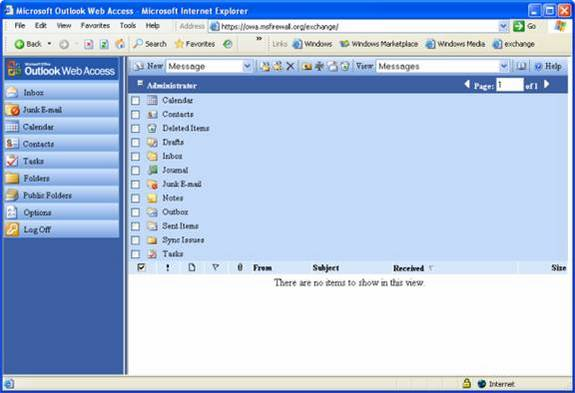 Microsoft Outlook Web Access - Microsoft Internet Explorer
File Edit View Favorites Tools Help Address https://owa.msfirewall.org/exchange/
Back Search Favorites » Links Windows Windows Marketplace Windows Media exchange
Microsoft Office
Outlook Web Access
New Message View Messages Help
Administrator Page: 1 of 1
Inbox
Junk E-mail
Calendar
Contacts
Tasks
Folders
Public Folders
Options
Log Off
Calendar
Contacts
Deleted Items
Drafts
Inbox
Journal
Junk E-mail
Notes
Outbox
Sent Items
Sync Issues
Tasks
! From Subject Received Size
There are no items to show in this view.
Internet